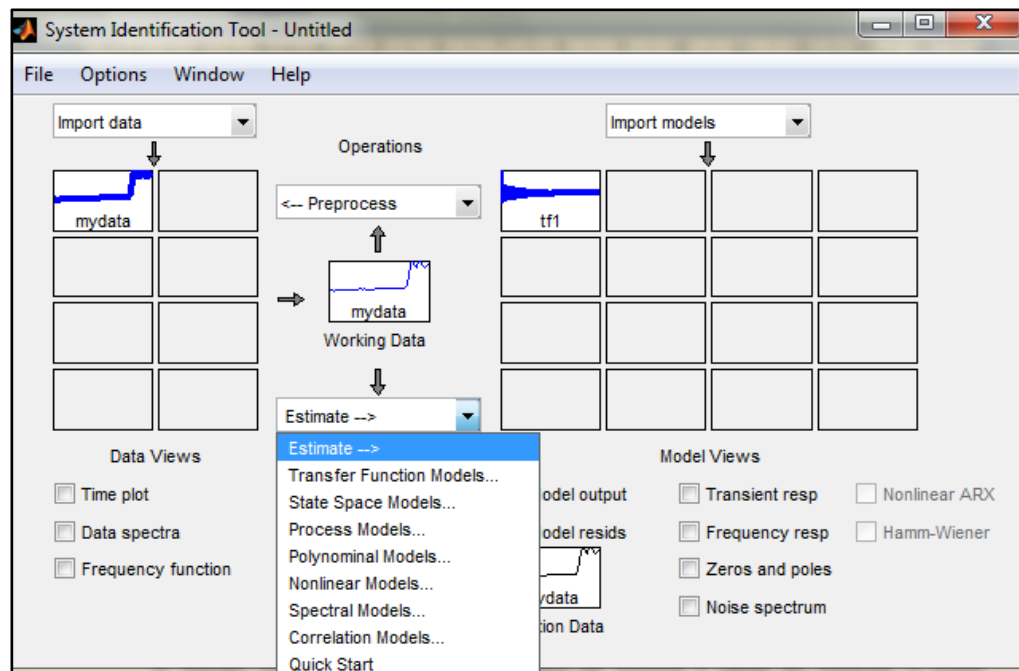 System Identification Tool - Untitled
File Options Window Help
Import data
Import models
Operations
mydata
<-- Preprocess
tf1
mydata
Working Data
Estimate -->
Estimate -->
Transfer Function Models...
State Space Models...
Process Models...
Polynominal Models...
Nonlinear Models...
Spectral Models...
Correlation Models...
Quick Start
Data Views
Time plot
Data spectra
Frequency function
Model Views
odel output
Transient resp
Nonlinear ARX
odel resids
Frequency resp
Hamm-Wiener
Zeros and poles
ydata
Noise spectrum
tion Data